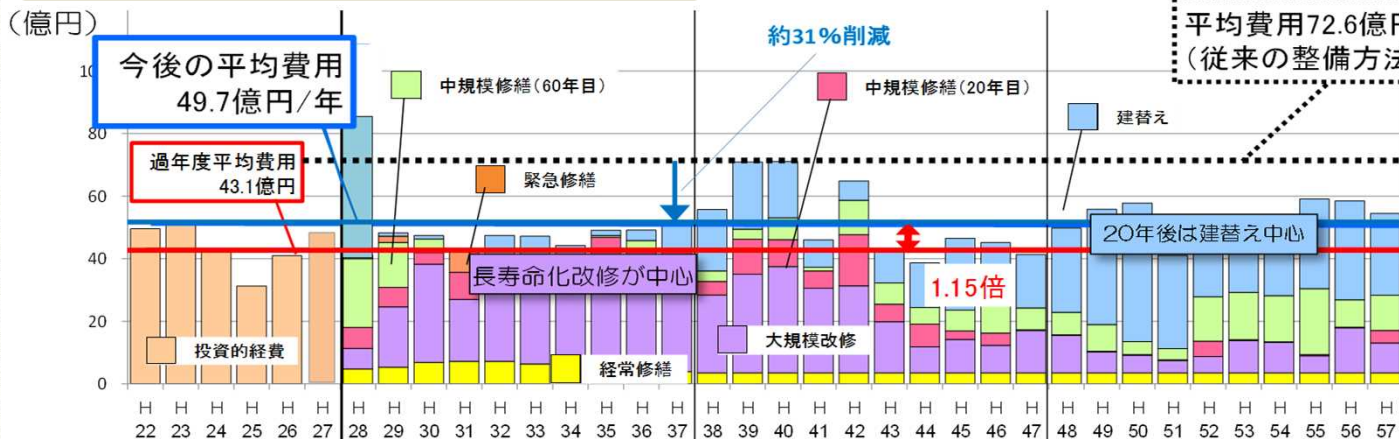 (億円)
今後の平均費用
49.7億円/年
過年度平均費用
43.1億円
中規模修繕(60年目)
緊急修繕
約31%削減
中規模修繕(20年目)
平均費用72.6億円
(従来の整備方法
建替え
長寿命化改修が中心
20年後は建替え中心
1.15倍
投資的経費
経常修繕
大規模改修
80
60
40
20
0
H H H H H H H H H H H H H H H H H H H H H H H H H H H H H H H H H H H H
22 23 24 25 26 27 28 29 30 31 32 33 34 35 36 37 38 39 40 41 42 43 44 45 46 47 48 49 50 51 52 53 54 55 56 57